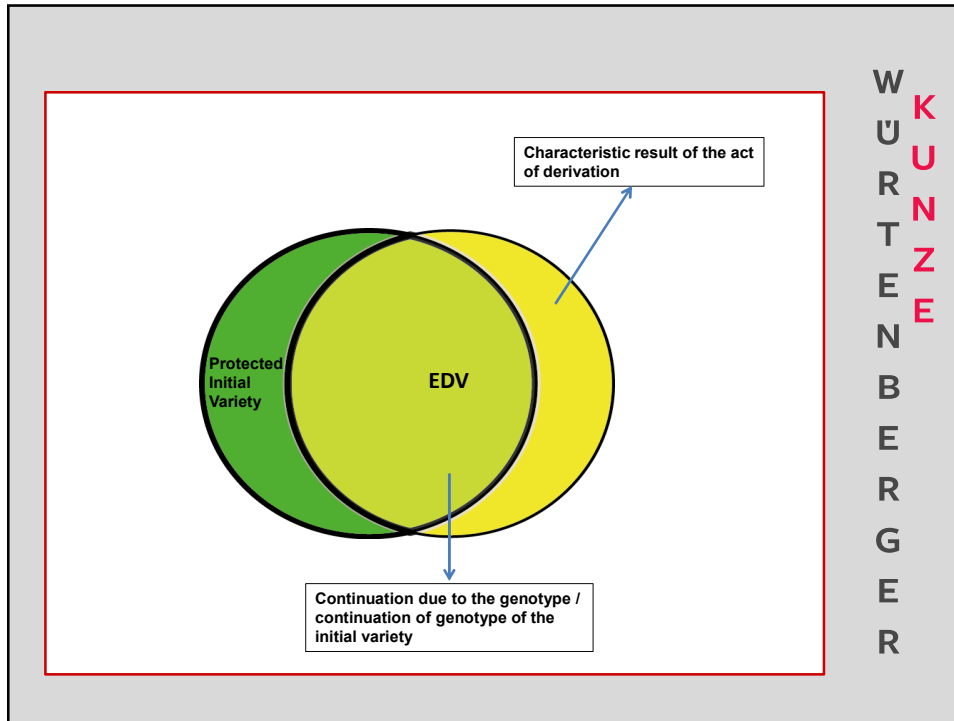 Characteristic result of the act
of derivation
Protected
Initial
Variety
EDV
Continuation due to the genotype /
continuation of genotype of the
initial variety
WÜRTENBERGER
KUNZE